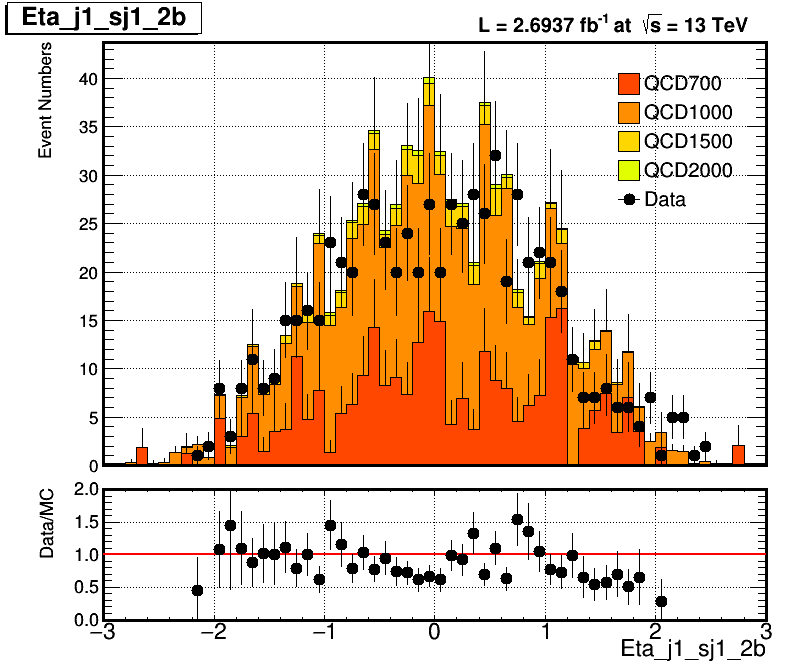 Eta_j1_sj1_2b
L = 2.6937 fb-1 at √s = 13 TeV
Event Numbers
40
35
30
25
20
15
10
5
0
QCD700
QCD1000
QCD1500
QCD2000
Data
Data/MC
2.0
1.5
1.0
0.5
0.0
−3 −2 −1 0 1 2 3
Eta_j1_sj1_2b